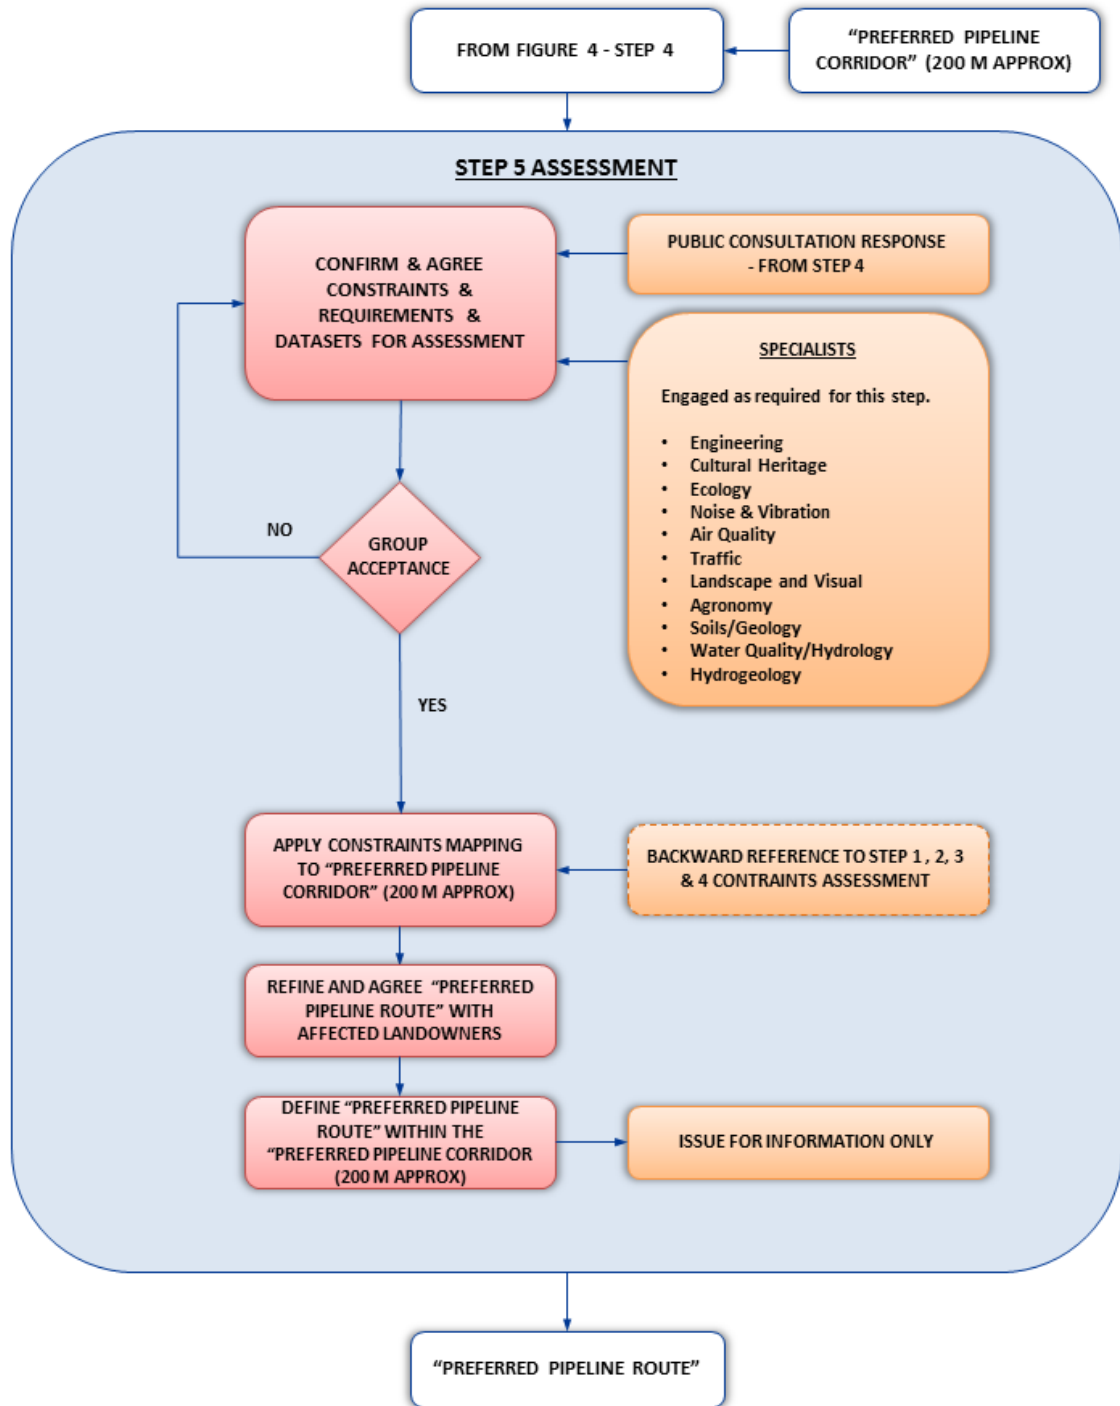 FROM FIGURE 4 - STEP 4
“PREFERRED PIPELINE
CORRIDOR” (200 M APPROX)
STEP 5 ASSESSMENT
CONFIRM & AGREE
CONSTRAINTS &
REQUIREMENTS &
DATASETS FOR ASSESSMENT
PUBLIC CONSULTATION RESPONSE
- FROM STEP 4
SPECIALISTS
Engaged as required for this step.
• Engineering
• Cultural Heritage
• Ecology
• Noise & Vibration
• Air Quality
• Traffic
• Landscape and Visual
• Agronomy
• Soils/Geology
• Water Quality/Hydrology
• Hydrogeology
NO
GROUP
ACCEPTANCE
YES
APPLY CONSTRAINTS MAPPING
TO “PREFERRED PIPELINE
CORRIDOR” (200 M APPROX)
BACKWARD REFERENCE TO STEP 1 , 2, 3
& 4 CONTRAINTS ASSESSMENT
REFINE AND AGREE “PREFERRED
PIPELINE ROUTE” WITH
AFFECTED LANDOWNERS
DEFINE “PREFERRED PIPELINE
ROUTE” WITHIN THE
“PREFERRED PIPELINE CORRIDOR
(200 M APPROX)
ISSUE FOR INFORMATION ONLY
“PREFERRED PIPELINE ROUTE”